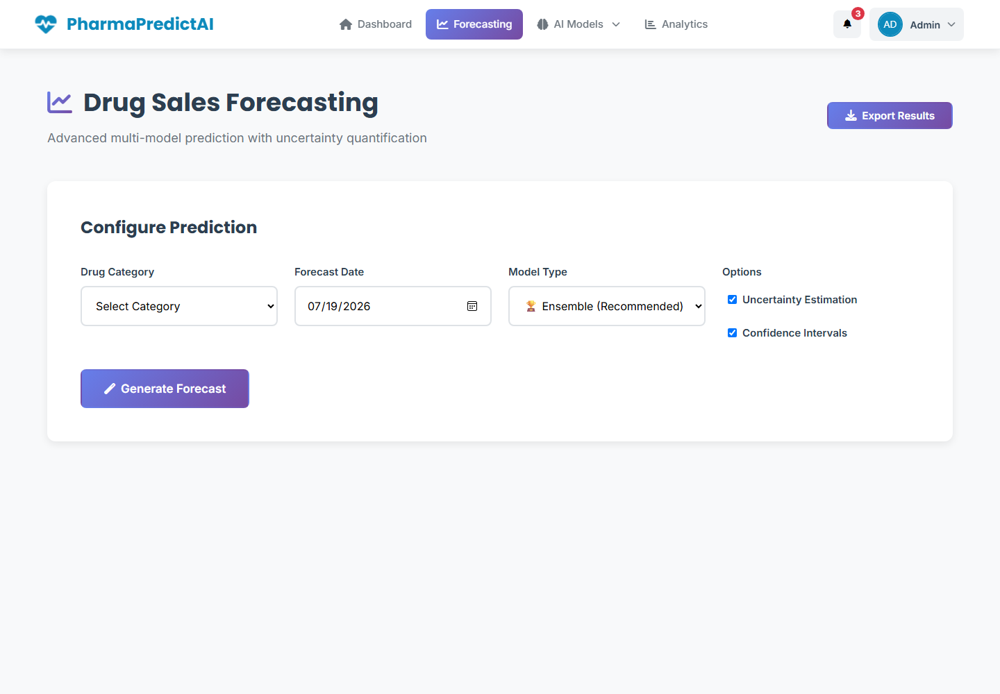 PharmaPredictAI
Dashboard
Forecasting
AI Models
Analytics
3
AD
Admin
Drug Sales Forecasting
Advanced multi-model prediction with uncertainty quantification
Export Results
Configure Prediction
Drug Category
Select Category
Forecast Date
07/19/2026
Model Type
🏆 Ensemble (Recommended)
Options
Uncertainty Estimation
Confidence Intervals
Generate Forecast